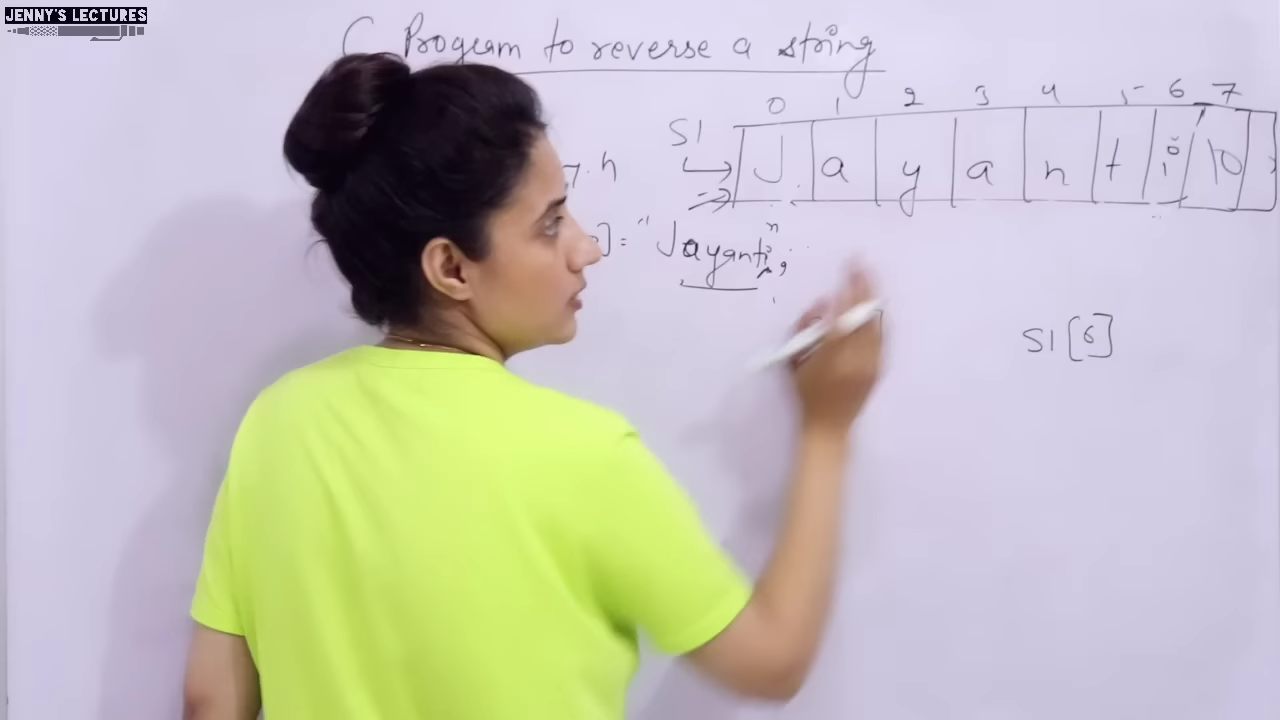 JENNY'S LECTURES
C Program to reverse a string
0 1 2 3 4 5 6 7
S1
J a y a n t i \0
.h
] = "Jayanti";
S1[6]